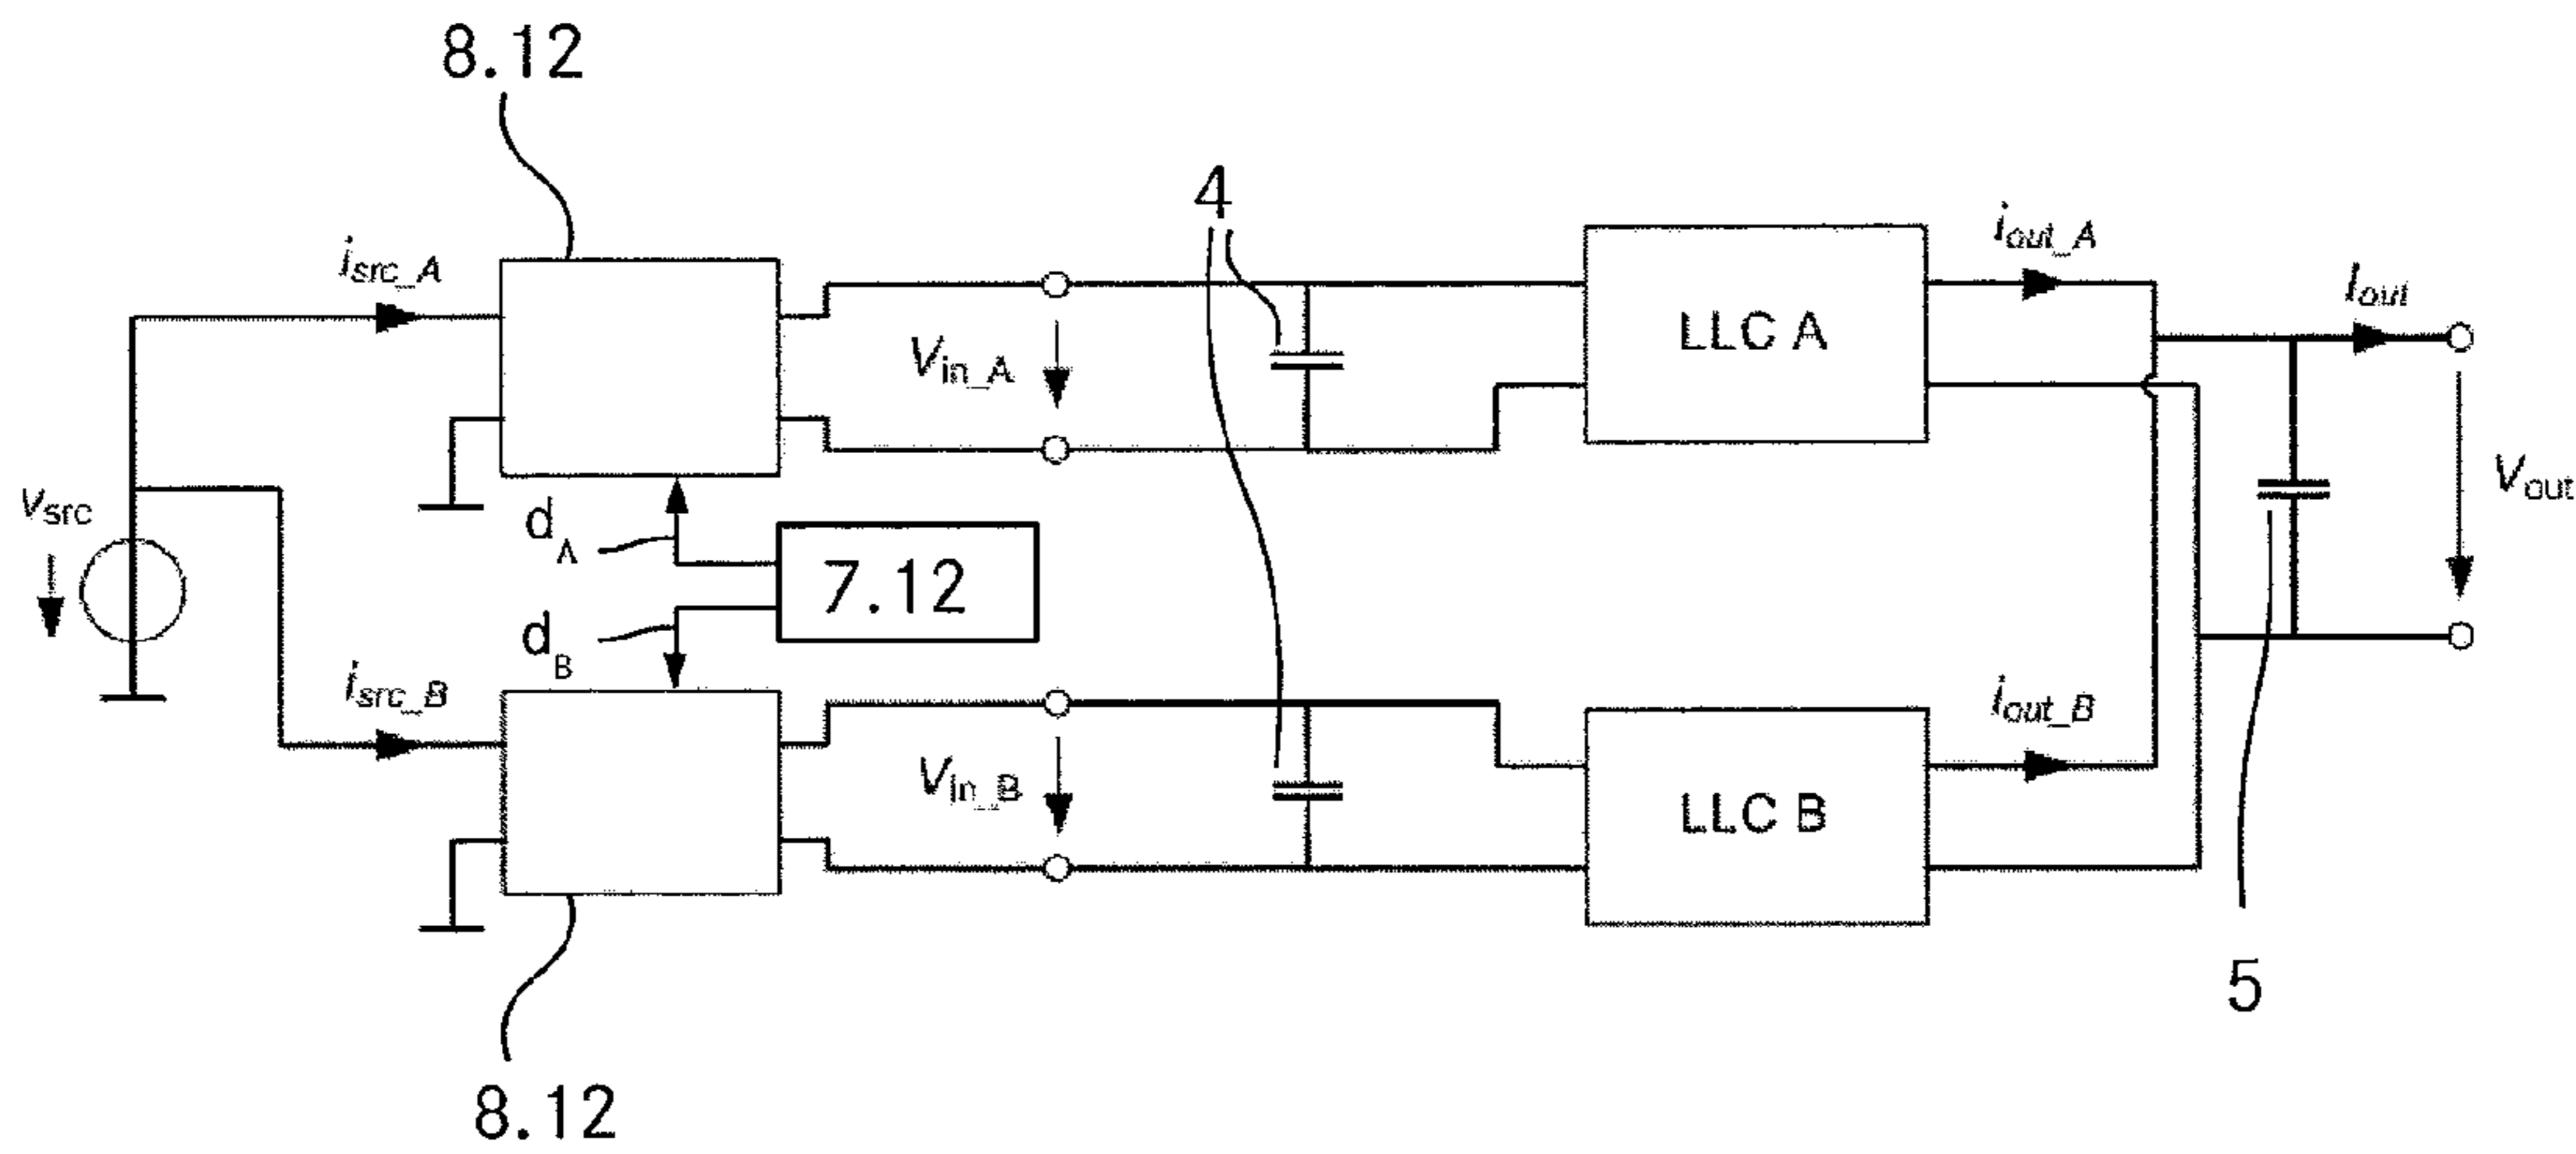 8.12
4
i_src_A
i_out_A
I_out
V_in_A
LLC A
v_src
d_A
7.12
V_out
d_B
i_src_B
i_out_B
V_in_B
LLC B
5
8.12